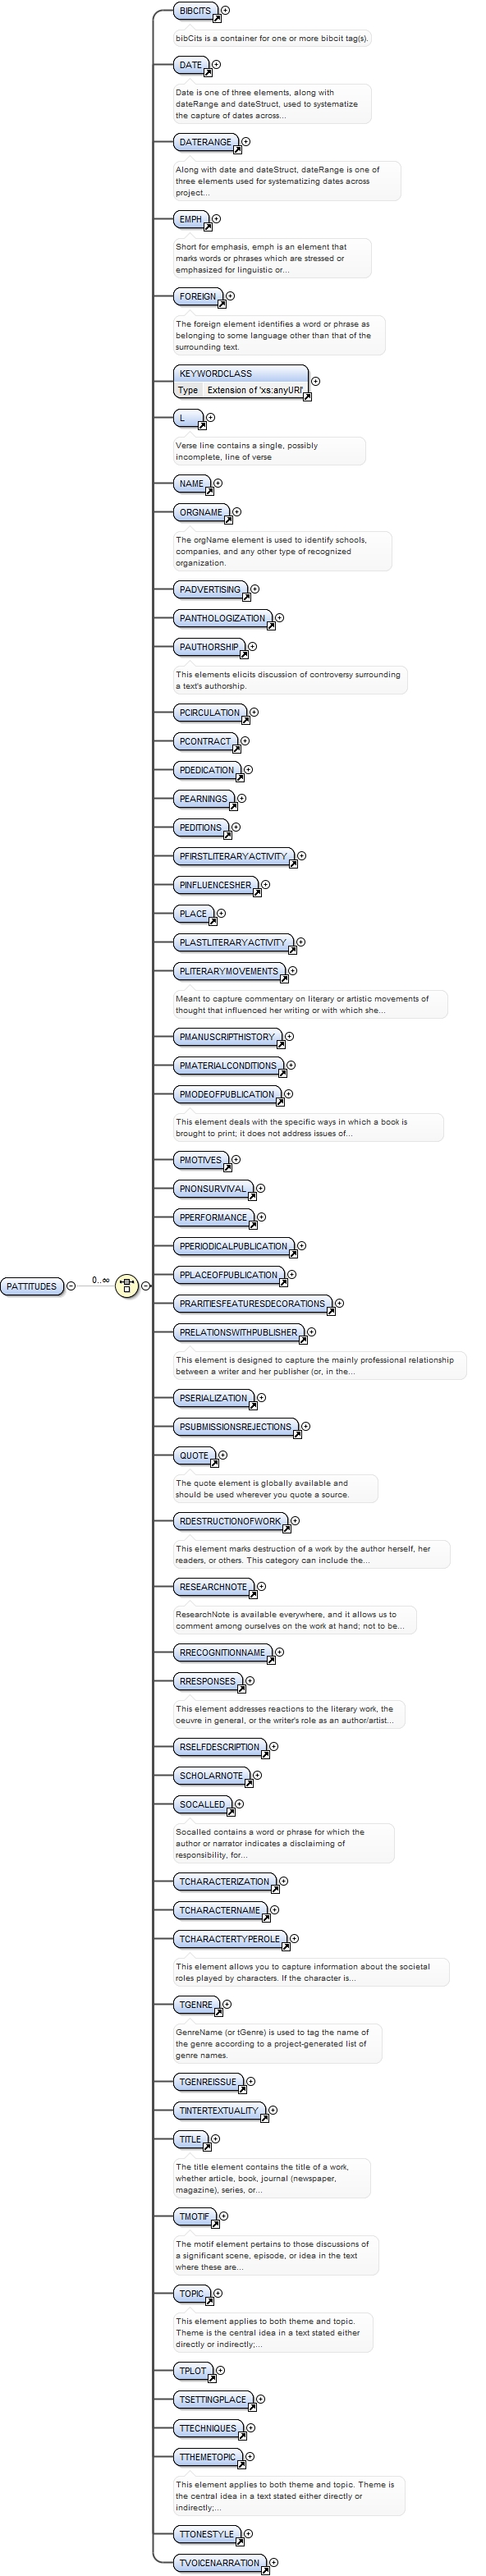 BIBCITS
bibCits is a container for one or more bibcit tag(s).
DATE
Date is one of three elements, along with
dateRange and dateStruct, used to systematize
the capture of dates across...
DATERANGE
Along with date and dateStruct, dateRange is one of
three elements used for systematizing dates across
project...
EMPH
Short for emphasis, emph is an element that
marks words or phrases which are stressed or
emphasized for linguistic or...
FOREIGN
The foreign element identifies a word or phrase as
belonging to some language other than that of the
surrounding text.
KEYWORDCLASS
Type Extension of 'xs:anyURI'
L
Verse line contains a single, possibly
incomplete, line of verse
NAME
ORGNAME
The orgName element is used to identify schools,
companies, and any other type of recognized
organization.
PADVERTISING
PANTHOLOGIZATION
PAUTHORSHIP
This elements elicits discussion of controversy surrounding
a text's authorship.
PCIRCULATION
PCONTRACT
PDEDICATION
PEARNINGS
PEDITIONS
PFIRSTLITERARYACTIVITY
PINFLUENCESHER
PLACE
PLASTLITERARYACTIVITY
PLITERARYMOVEMENTS
Meant to capture commentary on literary or artistic movements of
thought that influenced her writing or with which she...
PMANUSCRIPTHISTORY
PMATERIALCONDITIONS
PMODEOFPUBLICATION
This element deals with the specific ways in which a book is
brought to print; it does not address issues of...
PMOTIVES
PNONSURVIVAL
PPERFORMANCE
PPERIODICALPUBLICATION
PPLACEOFPUBLICATION
PATTITUDES 0..∞
PRARITIESFEATURESDECORATIONS
PRELATIONSWITHPUBLISHER
This element is designed to capture the mainly professional relationship
between a writer and her publisher (or, in the...
PSERIALIZATION
PSUBMISSIONSREJECTIONS
QUOTE
The quote element is globally available and
should be used wherever you quote a source.
RDESTRUCTIONOFWORK
This element marks destruction of a work by the author herself, her
readers, or others. This category can include the...
RESEARCHNOTE
ResearchNote is available everywhere, and it allows us to
comment among ourselves on the work at hand; not to be...
RRECOGNITIONNAME
RRESPONSES
This element addresses reactions to the literary work, the
oeuvre in general, or the writer's role as an author/artist...
RSELFDESCRIPTION
SCHOLARNOTE
SOCALLED
Socalled contains a word or phrase for which the
author or narrator indicates a disclaiming of
responsibility, for...
TCHARACTERIZATION
TCHARACTERNAME
TCHARACTERTYPEROLE
This element allows you to capture information about the societal
roles played by characters. If the character is...
TGENRE
GenreName (or tGenre) is used to tag the name of
the genre according to a project-generated list of
genre names.
TGENREISSUE
TINTERTEXTUALITY
TITLE
The title element contains the title of a work,
whether article, book, journal (newspaper,
magazine), series, or...
TMOTIF
The motif element pertains to those discussions of
a significant scene, episode, or idea in the text
where these are...
TOPIC
This element applies to both theme and topic.
Theme is the central idea in a text stated either
directly or indirectly;...
TPLOT
TSETTINGPLACE
TTECHNIQUES
TTHEMETOPIC
This element applies to both theme and topic. Theme is
the central idea in a text stated either directly or
indirectly;...
TTONESTYLE
TVOICENARRATION